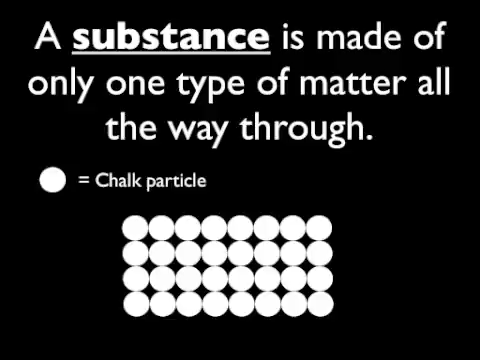 A substance is made of
only one type of matter all
the way through.
= Chalk particle